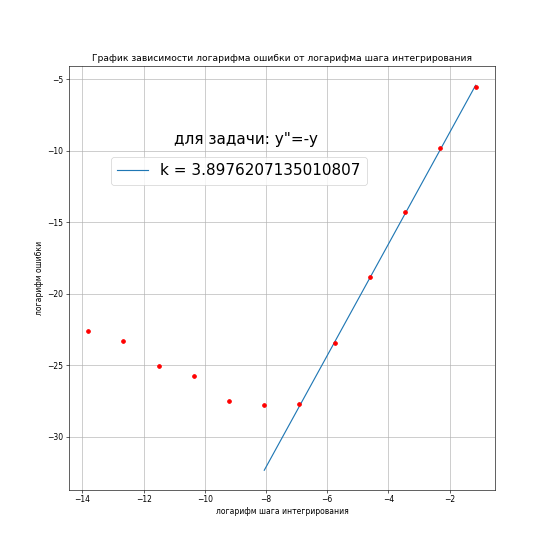 График зависимости логарифма ошибки от логарифма шага интегрирования
для задачи: y"=-y
k = 3.8976207135010807
логарифм ошибки
−5
−10
−15
−20
−25
−30
−14
−12
−10
−8
−6
−4
−2
логарифм шага интегрирования